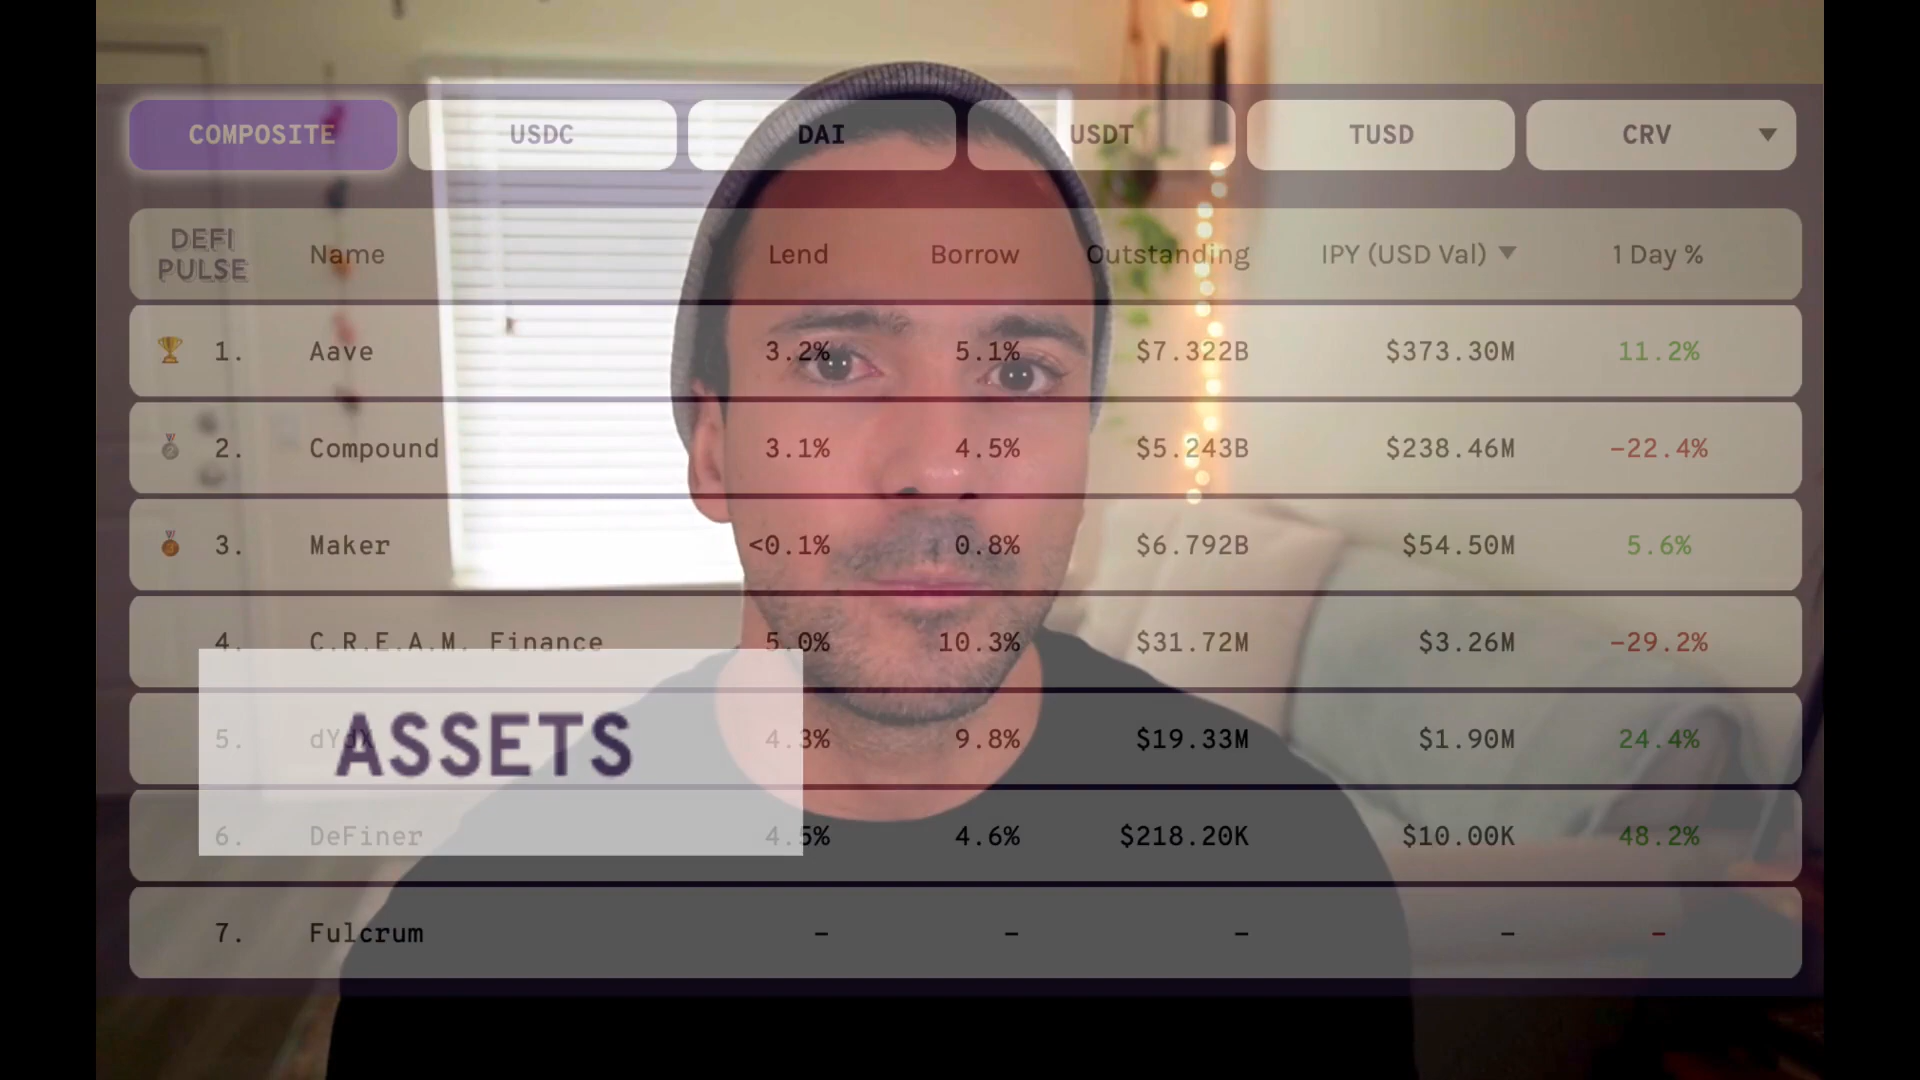 COMPOSITE USDC DAI USDT TUSD CRV
DEFI PULSE Name Lend Borrow Outstanding IPY (USD Val) 1 Day %
1. Aave 3.2% 5.1% $7.322B $373.30M 11.2%
2. Compound 3.1% 4.5% $5.243B $238.46M -22.4%
3. Maker <0.1% 0.8% $6.792B $54.50M 5.6%
4. C.R.E.A.M. Finance 5.0% 10.3% $31.72M $3.26M -29.2%
5. dYdX 4.3% 9.8% $19.33M $1.90M 24.4%
ASSETS
6. DeFiner 4.5% 4.6% $218.20K $10.00K 48.2%
7. Fulcrum - - - - -